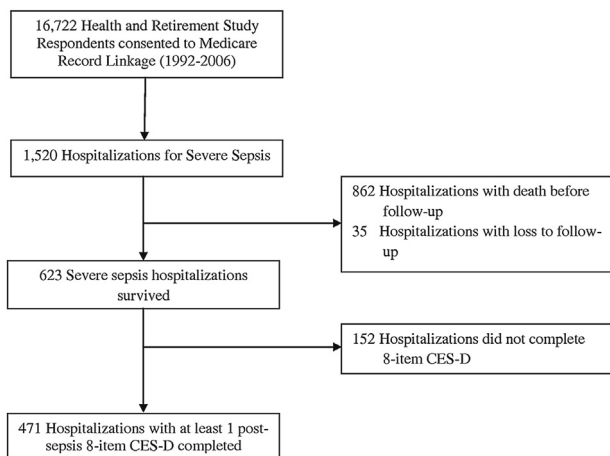 16,722 Health and Retirement Study
Respondents consented to Medicare
Record Linkage (1992-2006)
1,520 Hospitalizations for Severe Sepsis
862 Hospitalizations with death before
follow-up
35 Hospitalizations with loss to follow-
up
623 Severe sepsis hospitalizations
survived
152 Hospitalizations did not complete
8-item CES-D
471 Hospitalizations with at least 1 post-
sepsis 8-item CES-D completed